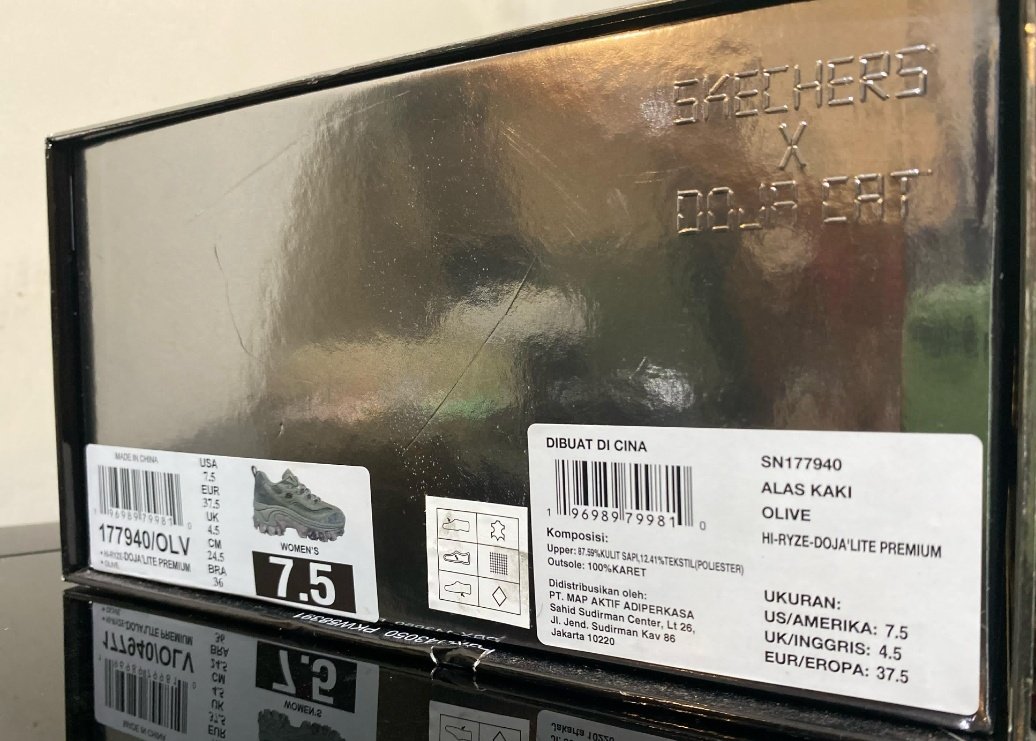 SKECHERS
X
DOJA CAT
MADE IN CHINA
1 96989 79981 0
177940/OLV
• HI-RYZE-DOJA'LITE PREMIUM
• OLIVE
USA
7.5
EUR
37.5
UK
4.5
CM
24.5
BRA
36
WOMEN'S
7.5
DIBUAT DI CINA
1 96989 79981 0
Komposisi:
Upper: 87.59%KULIT SAPI,12.41%TEKSTIL(POLIESTER)
Outsole: 100%KARET
Didistribusikan oleh:
PT. MAP AKTIF ADIPERKASA
Sahid Sudirman Center, Lt 26,
Jl. Jend. Sudirman Kav 86
Jakarta 10220
SN177940
ALAS KAKI
OLIVE
HI-RYZE-DOJA'LITE PREMIUM
UKURAN:
US/AMERIKA: 7.5
UK/INGGRIS: 4.5
EUR/EROPA: 37.5